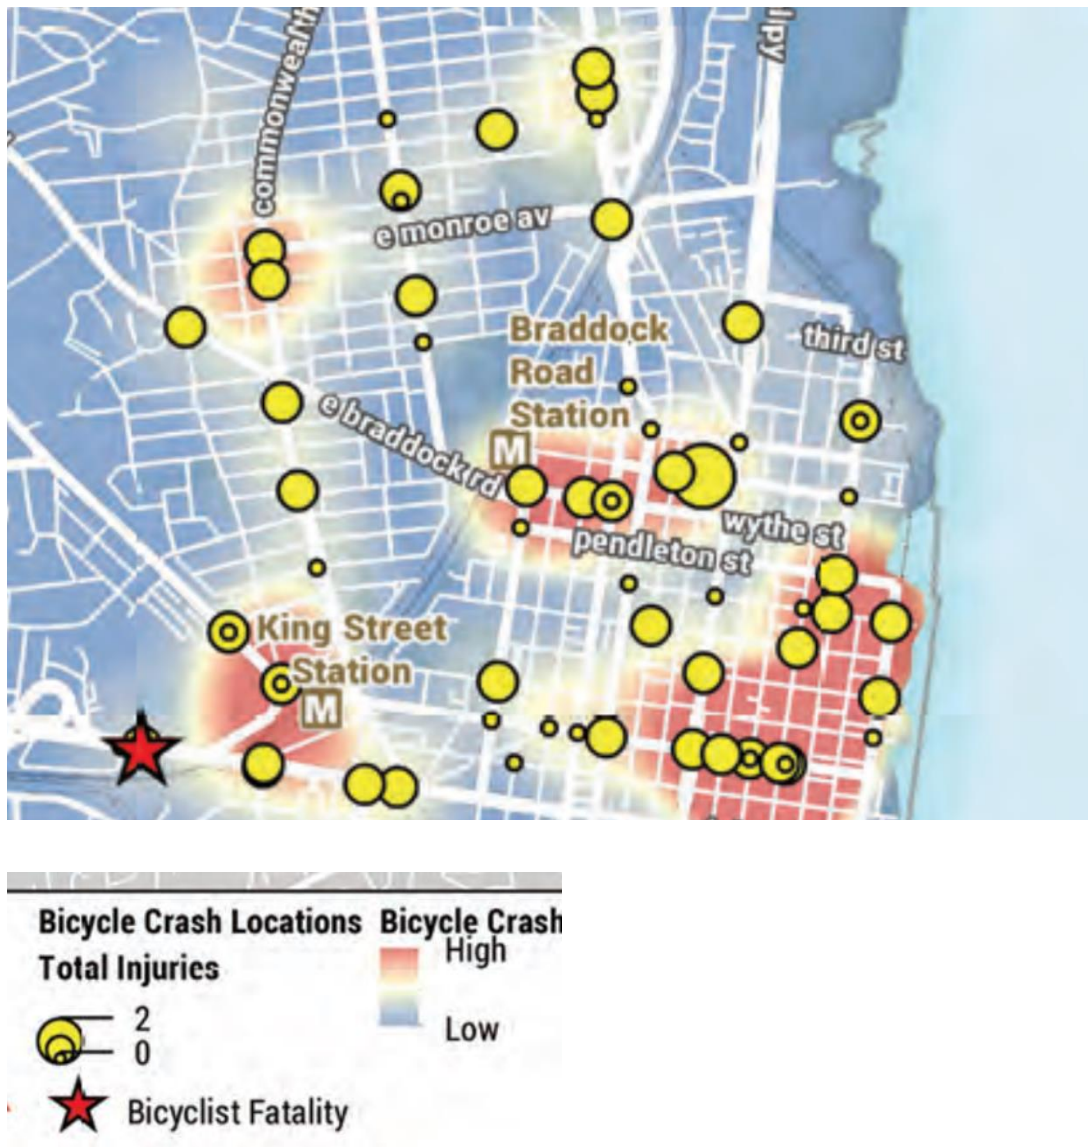 commonwealth
llpy
e monroe av
Braddock
Road
Station
M
third st
e braddock rd
wythe st
pendleton st
King Street
Station
M
Bicycle Crash Locations
Total Injuries
2
0
Bicyclist Fatality
Bicycle Crash
High
Low